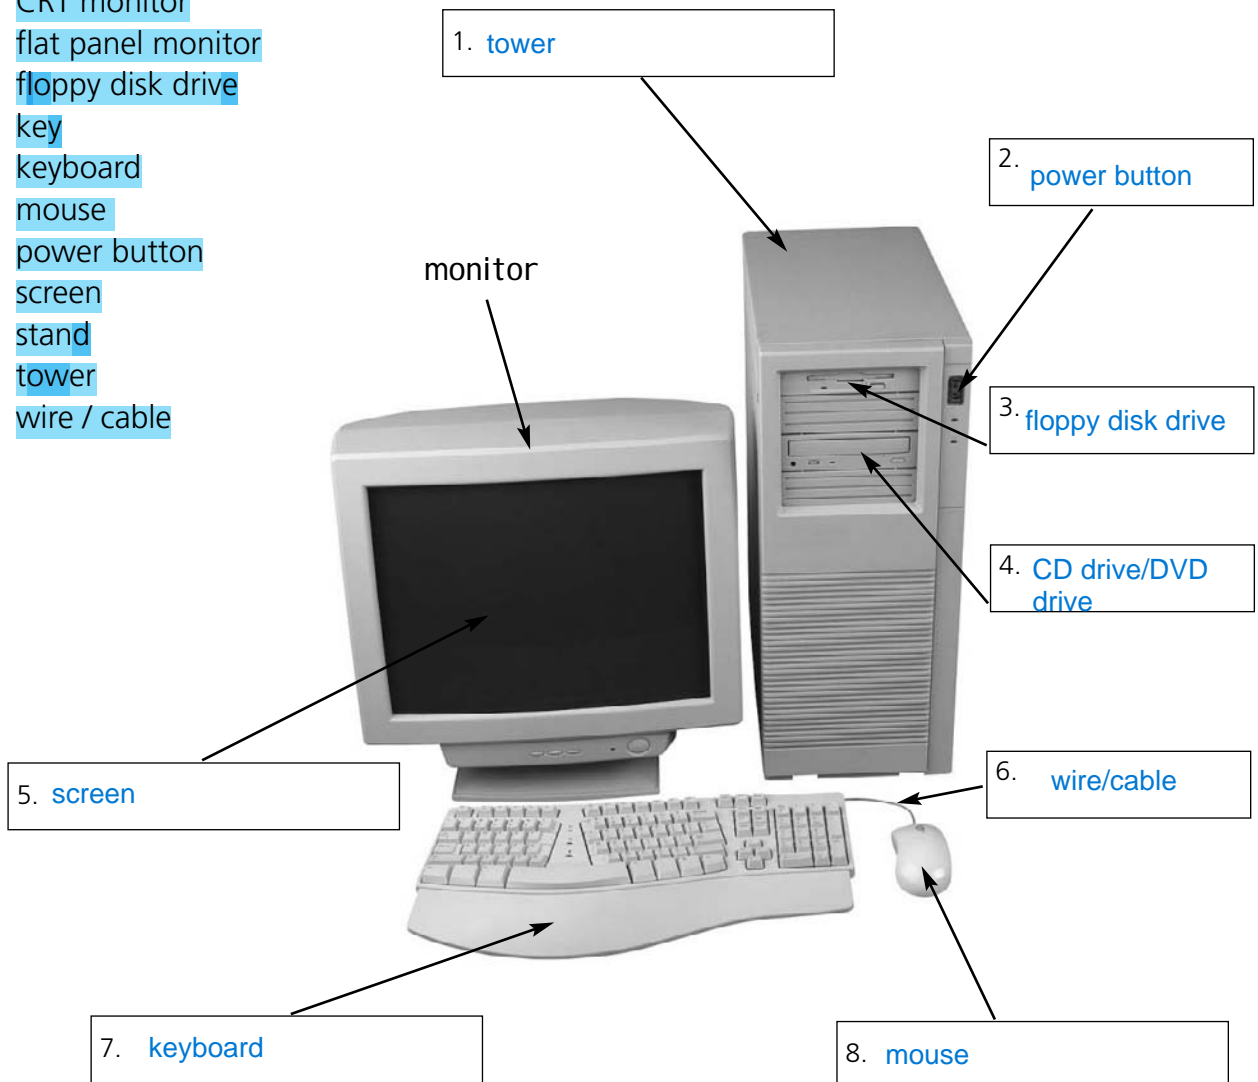 CRT monitor
flat panel monitor
floppy disk drive
key
keyboard
mouse
power button
screen
stand
tower
wire / cable
1. tower
2. power button
monitor
3. floppy disk drive
4. CD drive/DVD
drive
5. screen
6. wire/cable
7. keyboard
8. mouse